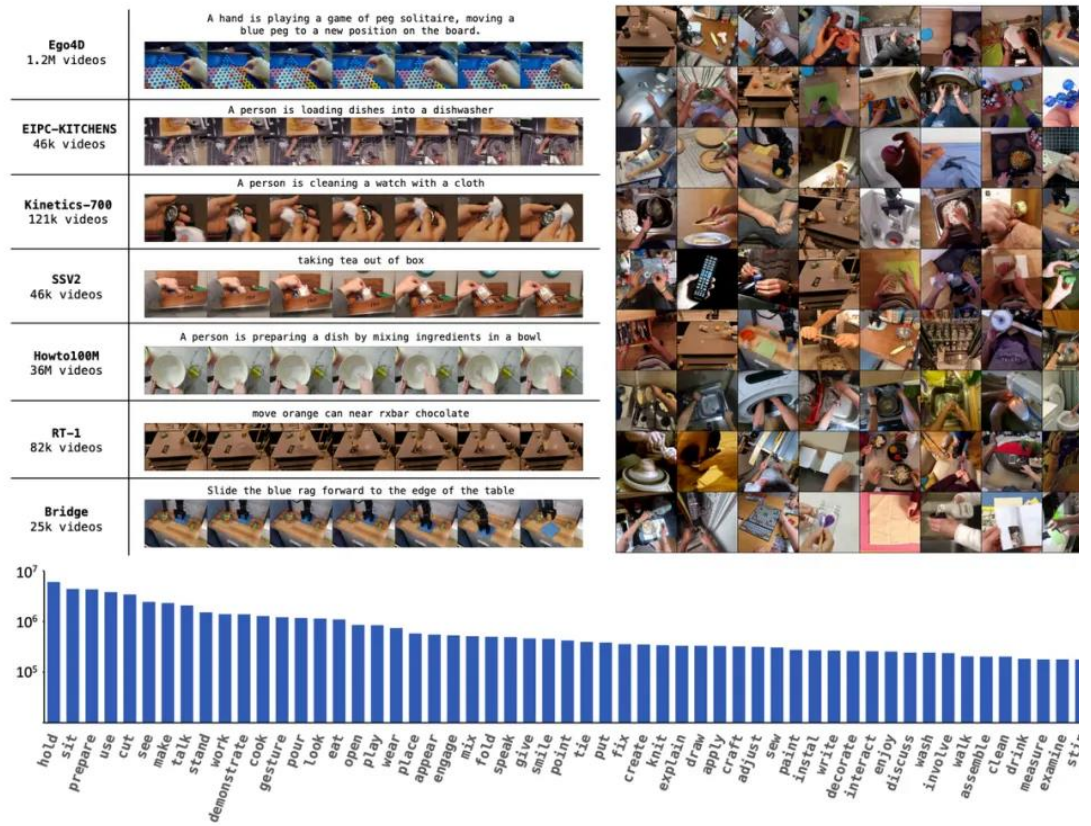 Ego4D
1.2M videos
A hand is playing a game of peg solitaire, moving a
blue peg to a new position on the board.
EIPC-KITCHENS
46k videos
A person is loading dishes into a dishwasher
Kinetics-700
121k videos
A person is cleaning a watch with a cloth
SSV2
46k videos
taking tea out of box
Howto100M
36M videos
A person is preparing a dish by mixing ingredients in a bowl
RT-1
82k videos
move orange can near rxbar chocolate
Bridge
25k videos
Slide the blue rag forward to the edge of the table
10⁷
10⁶
10⁵
hold
sit
prepare
use
cut
see
make
talk
stand
work
demonstrate
cook
gesture
pour
look
eat
open
play
wear
place
appear
engage
mix
fold
speak
give
smile
point
tie
put
fix
create
knit
explain
draw
apply
craft
adjust
sew
paint
instal
write
decorate
interact
enjoy
discuss
wash
involve
walk
assemble
clean
drink
measure
examine